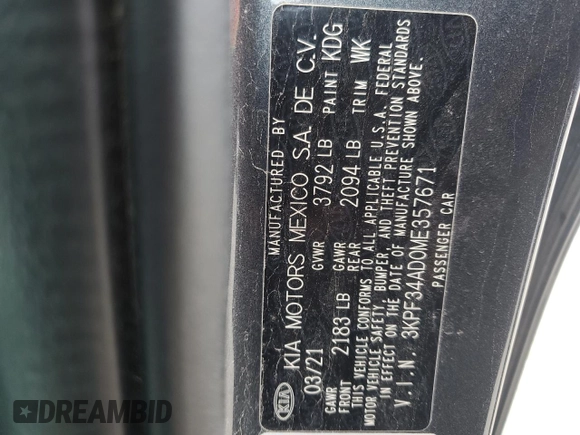 MANUFACTURED BY
KIA KIA MOTORS MEXICO S.A. DE C.V.
03/21 GVWR 3792 LB PAINT KDG
GAWR FRONT 2183 LB GAWR REAR 2094 LB TRIM WK
THIS VEHICLE CONFORMS TO ALL APPLICABLE U.S.A. FEDERAL
MOTOR VEHICLE SAFETY, BUMPER, AND THEFT PREVENTION STANDARDS
IN EFFECT ON THE DATE OF MANUFACTURE SHOWN ABOVE.
V.I.N. 3KPF34AD0ME357671
PASSENGER CAR
DREAMBID